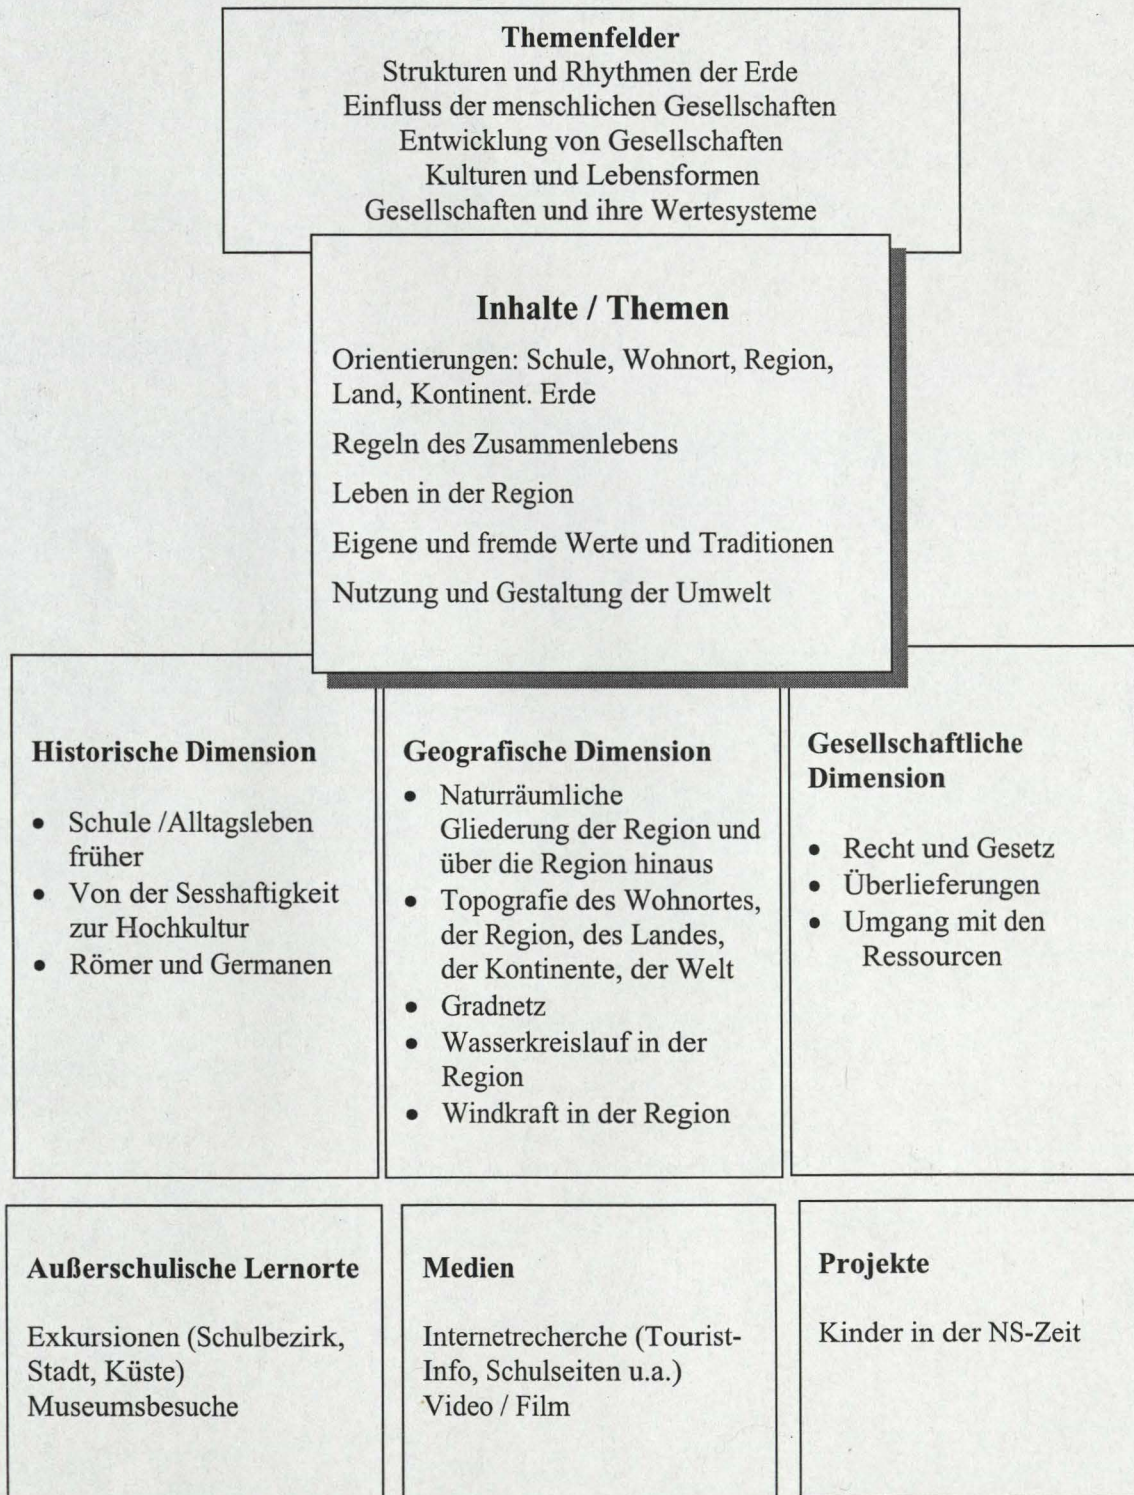 Themenfelder
Strukturen und Rhythmen der Erde
Einfluss der menschlichen Gesellschaften
Entwicklung von Gesellschaften
Kulturen und Lebensformen
Gesellschaften und ihre Wertesysteme
Inhalte / Themen
Orientierungen: Schule, Wohnort, Region,
Land, Kontinent. Erde
Regeln des Zusammenlebens
Leben in der Region
Eigene und fremde Werte und Traditionen
Nutzung und Gestaltung der Umwelt
Historische Dimension
• Schule /Alltagsleben
früher
• Von der Sesshaftigkeit
zur Hochkultur
• Römer und Germanen
Geografische Dimension
• Naturräumliche
Gliederung der Region und
über die Region hinaus
• Topografie des Wohnortes,
der Region, des Landes,
der Kontinente, der Welt
• Gradnetz
• Wasserkreislauf in der
Region
• Windkraft in der Region
Gesellschaftliche
Dimension
• Recht und Gesetz
• Überlieferungen
• Umgang mit den
Ressourcen
Außerschulische Lernorte
Exkursionen (Schulbezirk,
Stadt, Küste)
Museumsbesuche
Medien
Internetrecherche (Tourist-
Info, Schulseiten u.a.)
Video / Film
Projekte
Kinder in der NS-Zeit